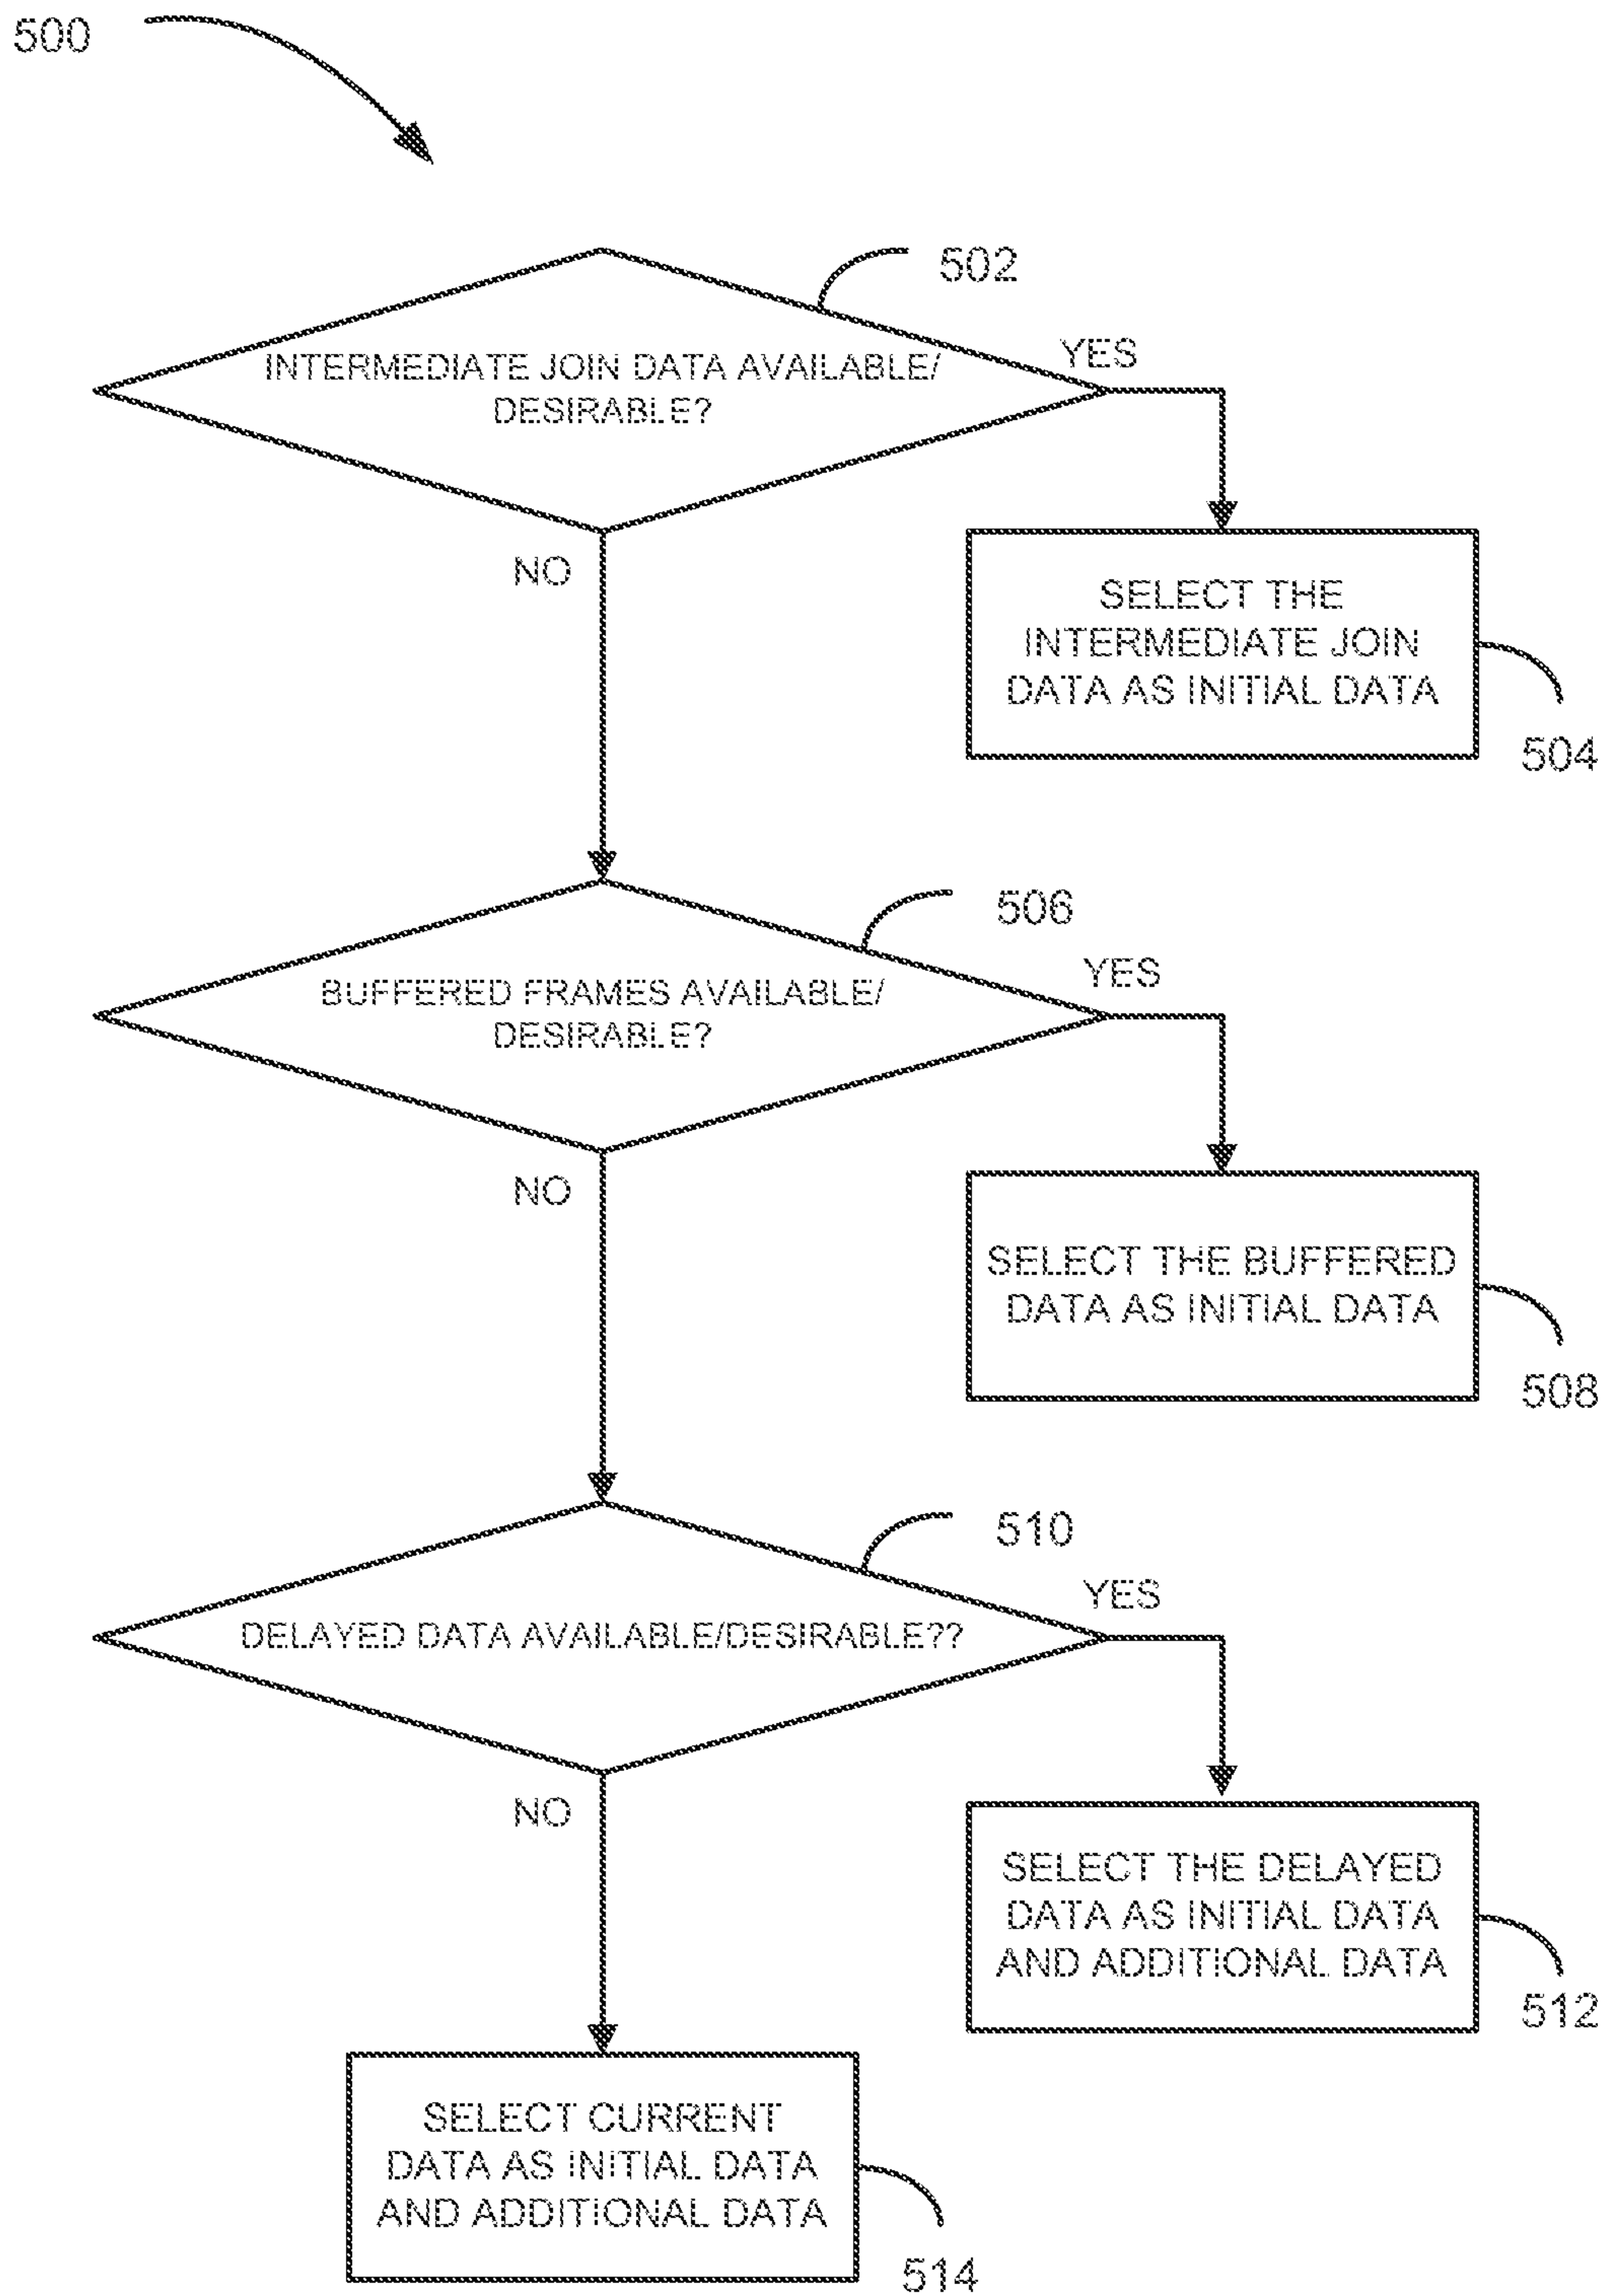 500
502
INTERMEDIATE JOIN DATA AVAILABLE/
DESIRABLE?
YES
NO
SELECT THE
INTERMEDIATE JOIN
DATA AS INITIAL DATA
504
506
BUFFERED FRAMES AVAILABLE/
DESIRABLE?
YES
NO
SELECT THE BUFFERED
DATA AS INITIAL DATA
508
510
DELAYED DATA AVAILABLE/DESIRABLE??
YES
NO
SELECT THE DELAYED
DATA AS INITIAL DATA
AND ADDITIONAL DATA
512
SELECT CURRENT
DATA AS INITIAL DATA
AND ADDITIONAL DATA
514